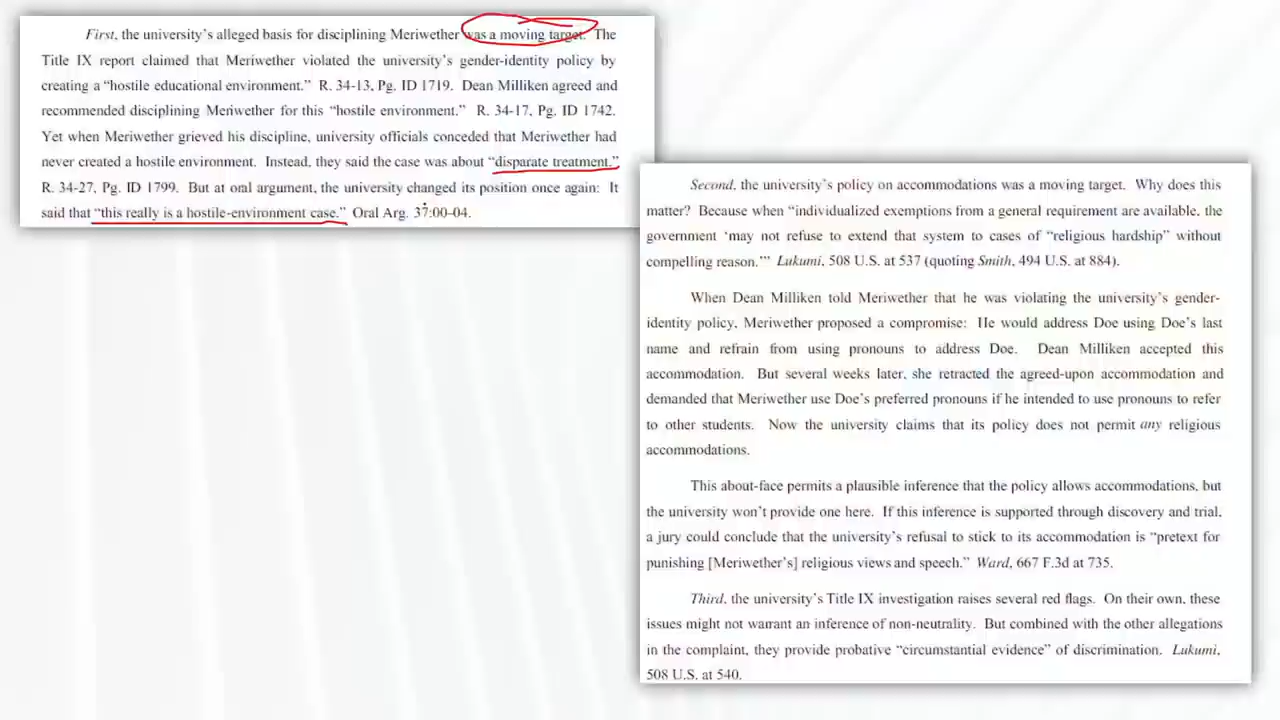 First, the university's alleged basis for disciplining Meriwether was a moving target. The
Title IX report claimed that Meriwether violated the university's gender-identity policy by
creating a "hostile educational environment." R. 34-13, Pg. ID 1719. Dean Milliken agreed and
recommended disciplining Meriwether for this "hostile environment." R. 34-17, Pg. ID 1742.
Yet when Meriwether grieved his discipline, university officials conceded that Meriwether had
never created a hostile environment. Instead, they said the case was about "disparate treatment."
R. 34-27, Pg. ID 1799. But at oral argument, the university changed its position once again: It
said that "this really is a hostile-environment case." Oral Arg. 37:00-04.
Second, the university's policy on accommodations was a moving target. Why does this
matter? Because when "individualized exemptions from a general requirement are available, the
government 'may not refuse to extend that system to cases of "religious hardship" without
compelling reason.'" Lukumi, 508 U.S. at 537 (quoting Smith, 494 U.S. at 884).
When Dean Milliken told Meriwether that he was violating the university's gender-
identity policy, Meriwether proposed a compromise: He would address Doe using Doe's last
name and refrain from using pronouns to address Doe. Dean Milliken accepted this
accommodation. But several weeks later, she retracted the agreed-upon accommodation and
demanded that Meriwether use Doe's preferred pronouns if he intended to use pronouns to refer
to other students. Now the university claims that its policy does not permit any religious
accommodations.
This about-face permits a plausible inference that the policy allows accommodations, but
the university won't provide one here. If this inference is supported through discovery and trial,
a jury could conclude that the university's refusal to stick to its accommodation is "pretext for
punishing [Meriwether's] religious views and speech." Ward, 667 F.3d at 735.
Third, the university's Title IX investigation raises several red flags. On their own, these
issues might not warrant an inference of non-neutrality. But combined with the other allegations
in the complaint, they provide probative "circumstantial evidence" of discrimination. Lukumi,
508 U.S. at 540.